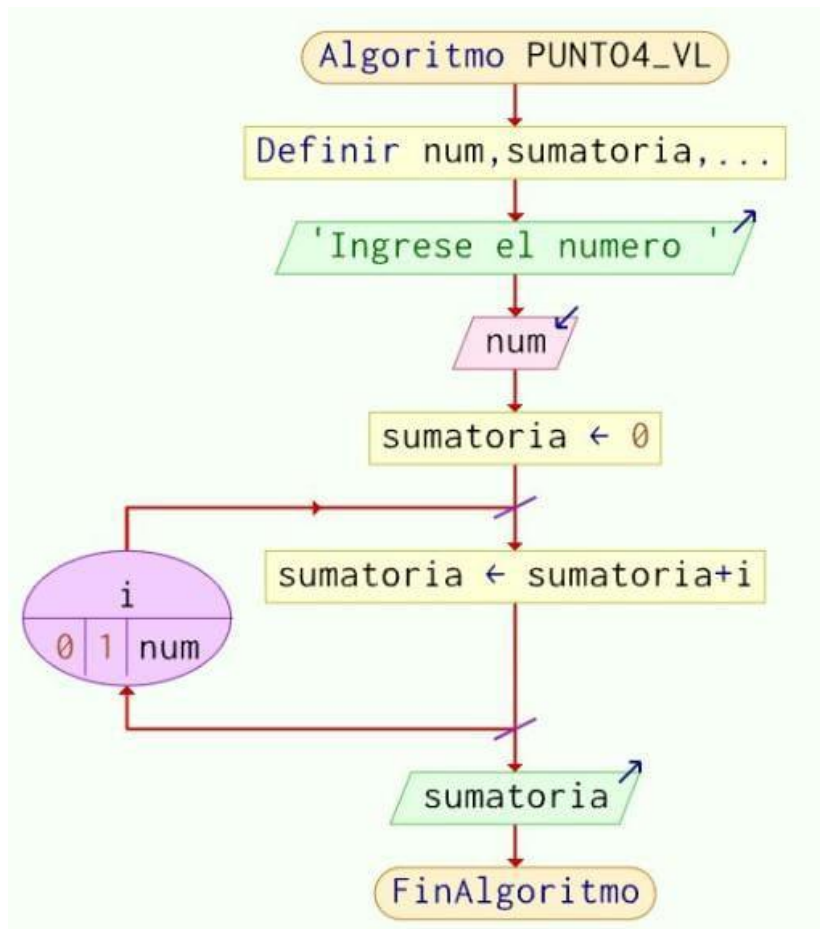 Algoritmo PUNTO4_VL
Definir num,sumatoria,...
'Ingrese el numero '
num
sumatoria ← 0
sumatoria ← sumatoria+i
i
0 1 num
sumatoria
FinAlgoritmo